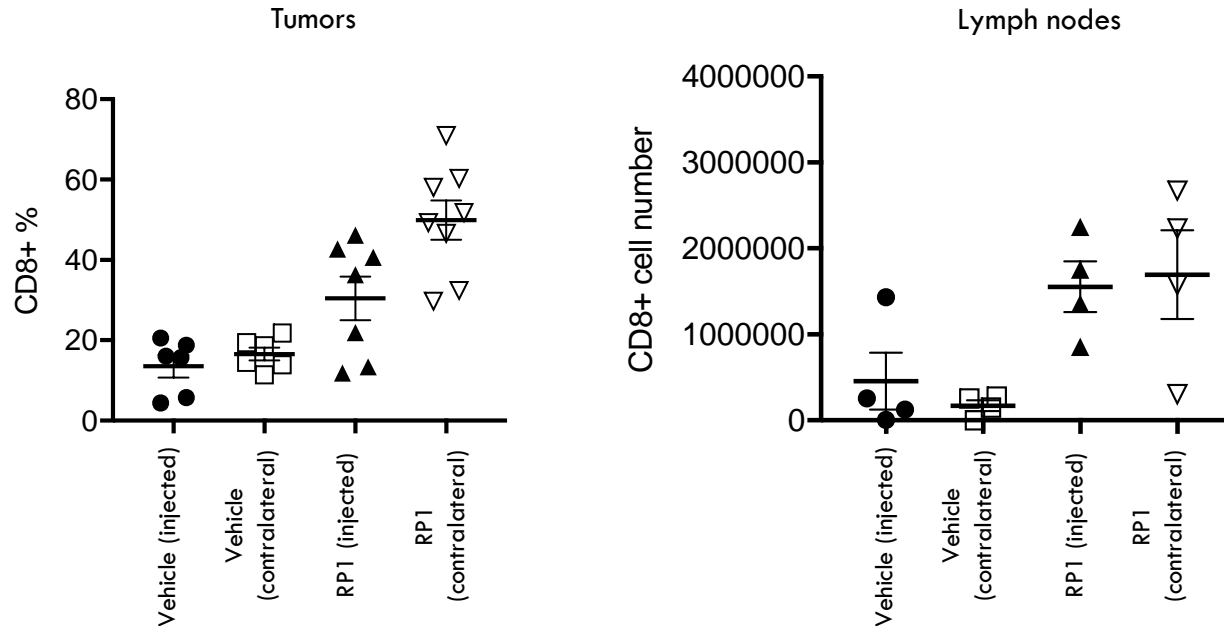 Tumors
CD8+ %
80
60
40
20
0
Vehicle (injected)
Vehicle
(contralateral)
RP1 (injected)
RP1
(contralateral)
Lymph nodes
CD8+ cell number
4000000
3000000
2000000
1000000
0
Vehicle (injected)
Vehicle
(contralateral)
RP1 (injected)
RP1
(contralateral)